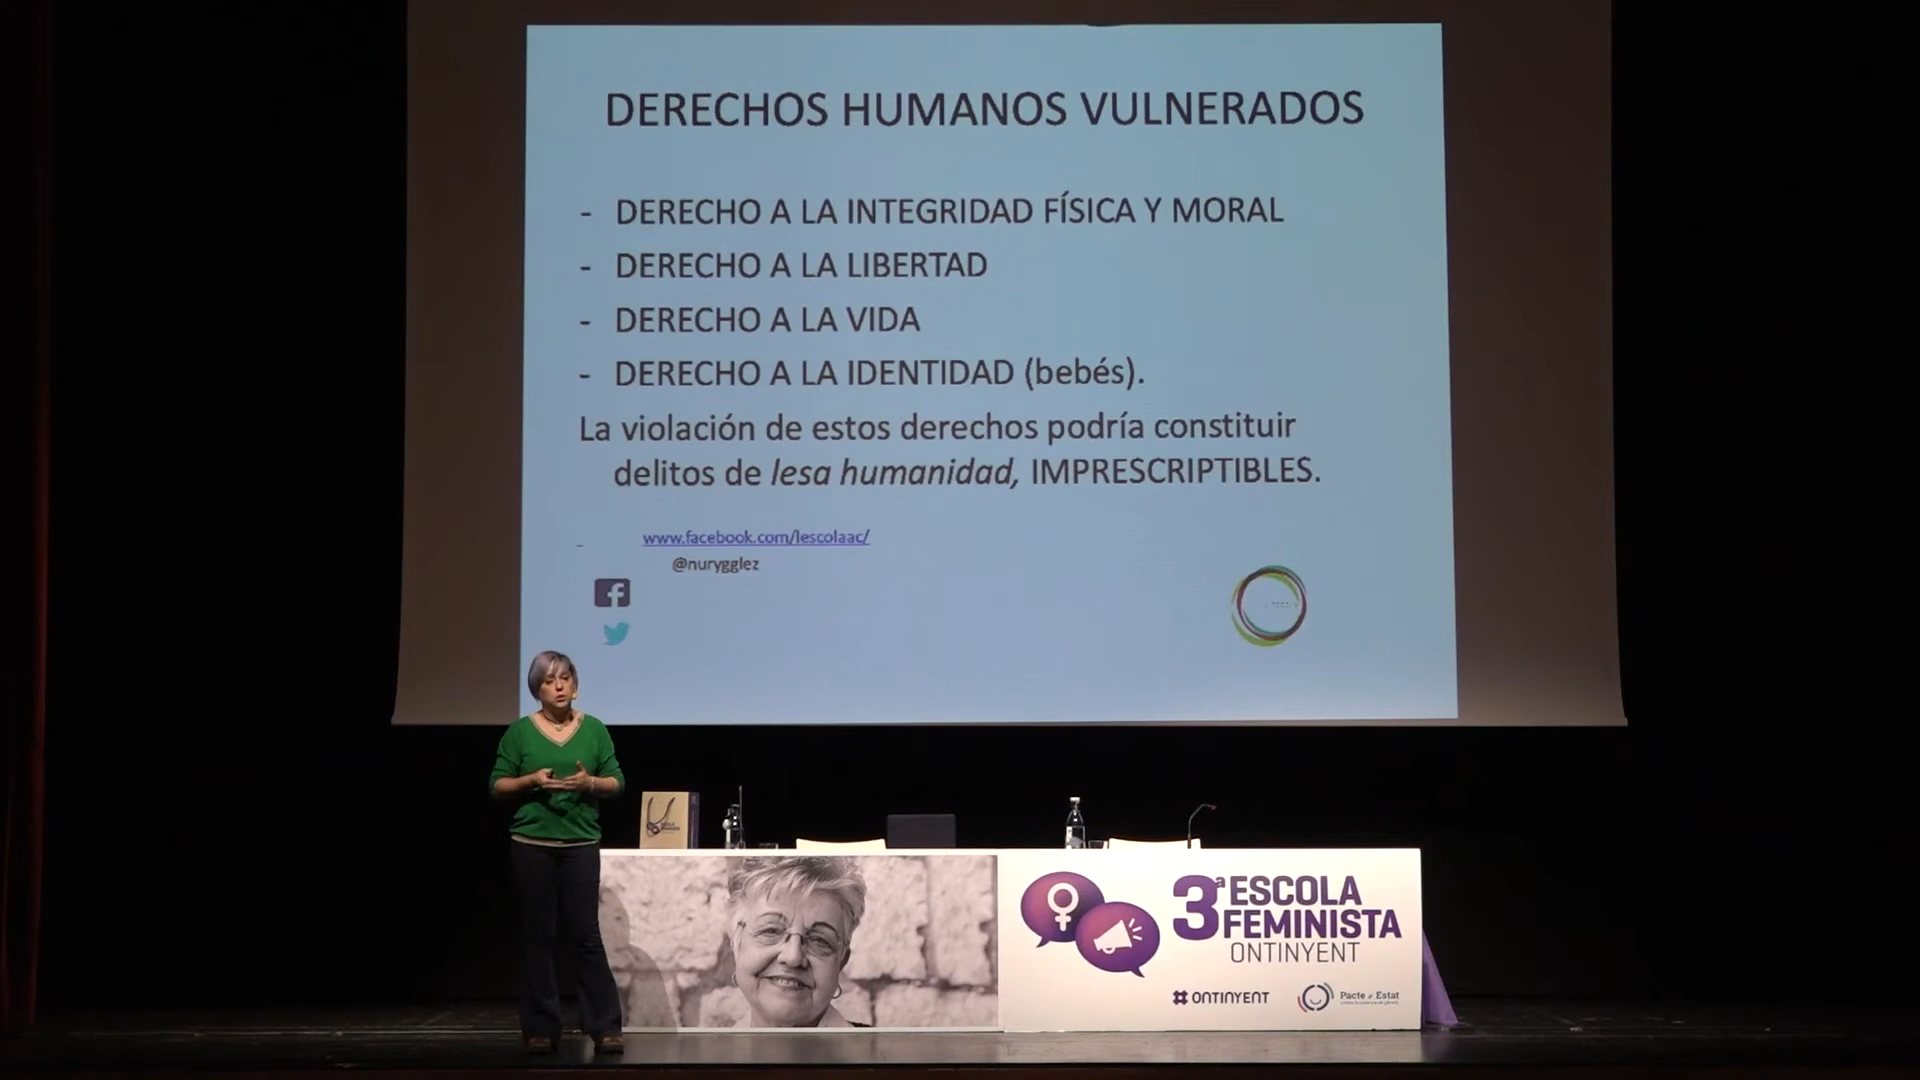 DERECHOS HUMANOS VULNERADOS
- DERECHO A LA INTEGRIDAD FÍSICA Y MORAL
- DERECHO A LA LIBERTAD
- DERECHO A LA VIDA
- DERECHO A LA IDENTIDAD (bebés).
La violación de estos derechos podría constituir
delitos de lesa humanidad, IMPRESCRIPTIBLES.
www.facebook.com/lescolaac/
@nurygglez
3ª ESCOLA
FEMINISTA
ONTINYENT
ONTINYENT
Pacte d'Estat